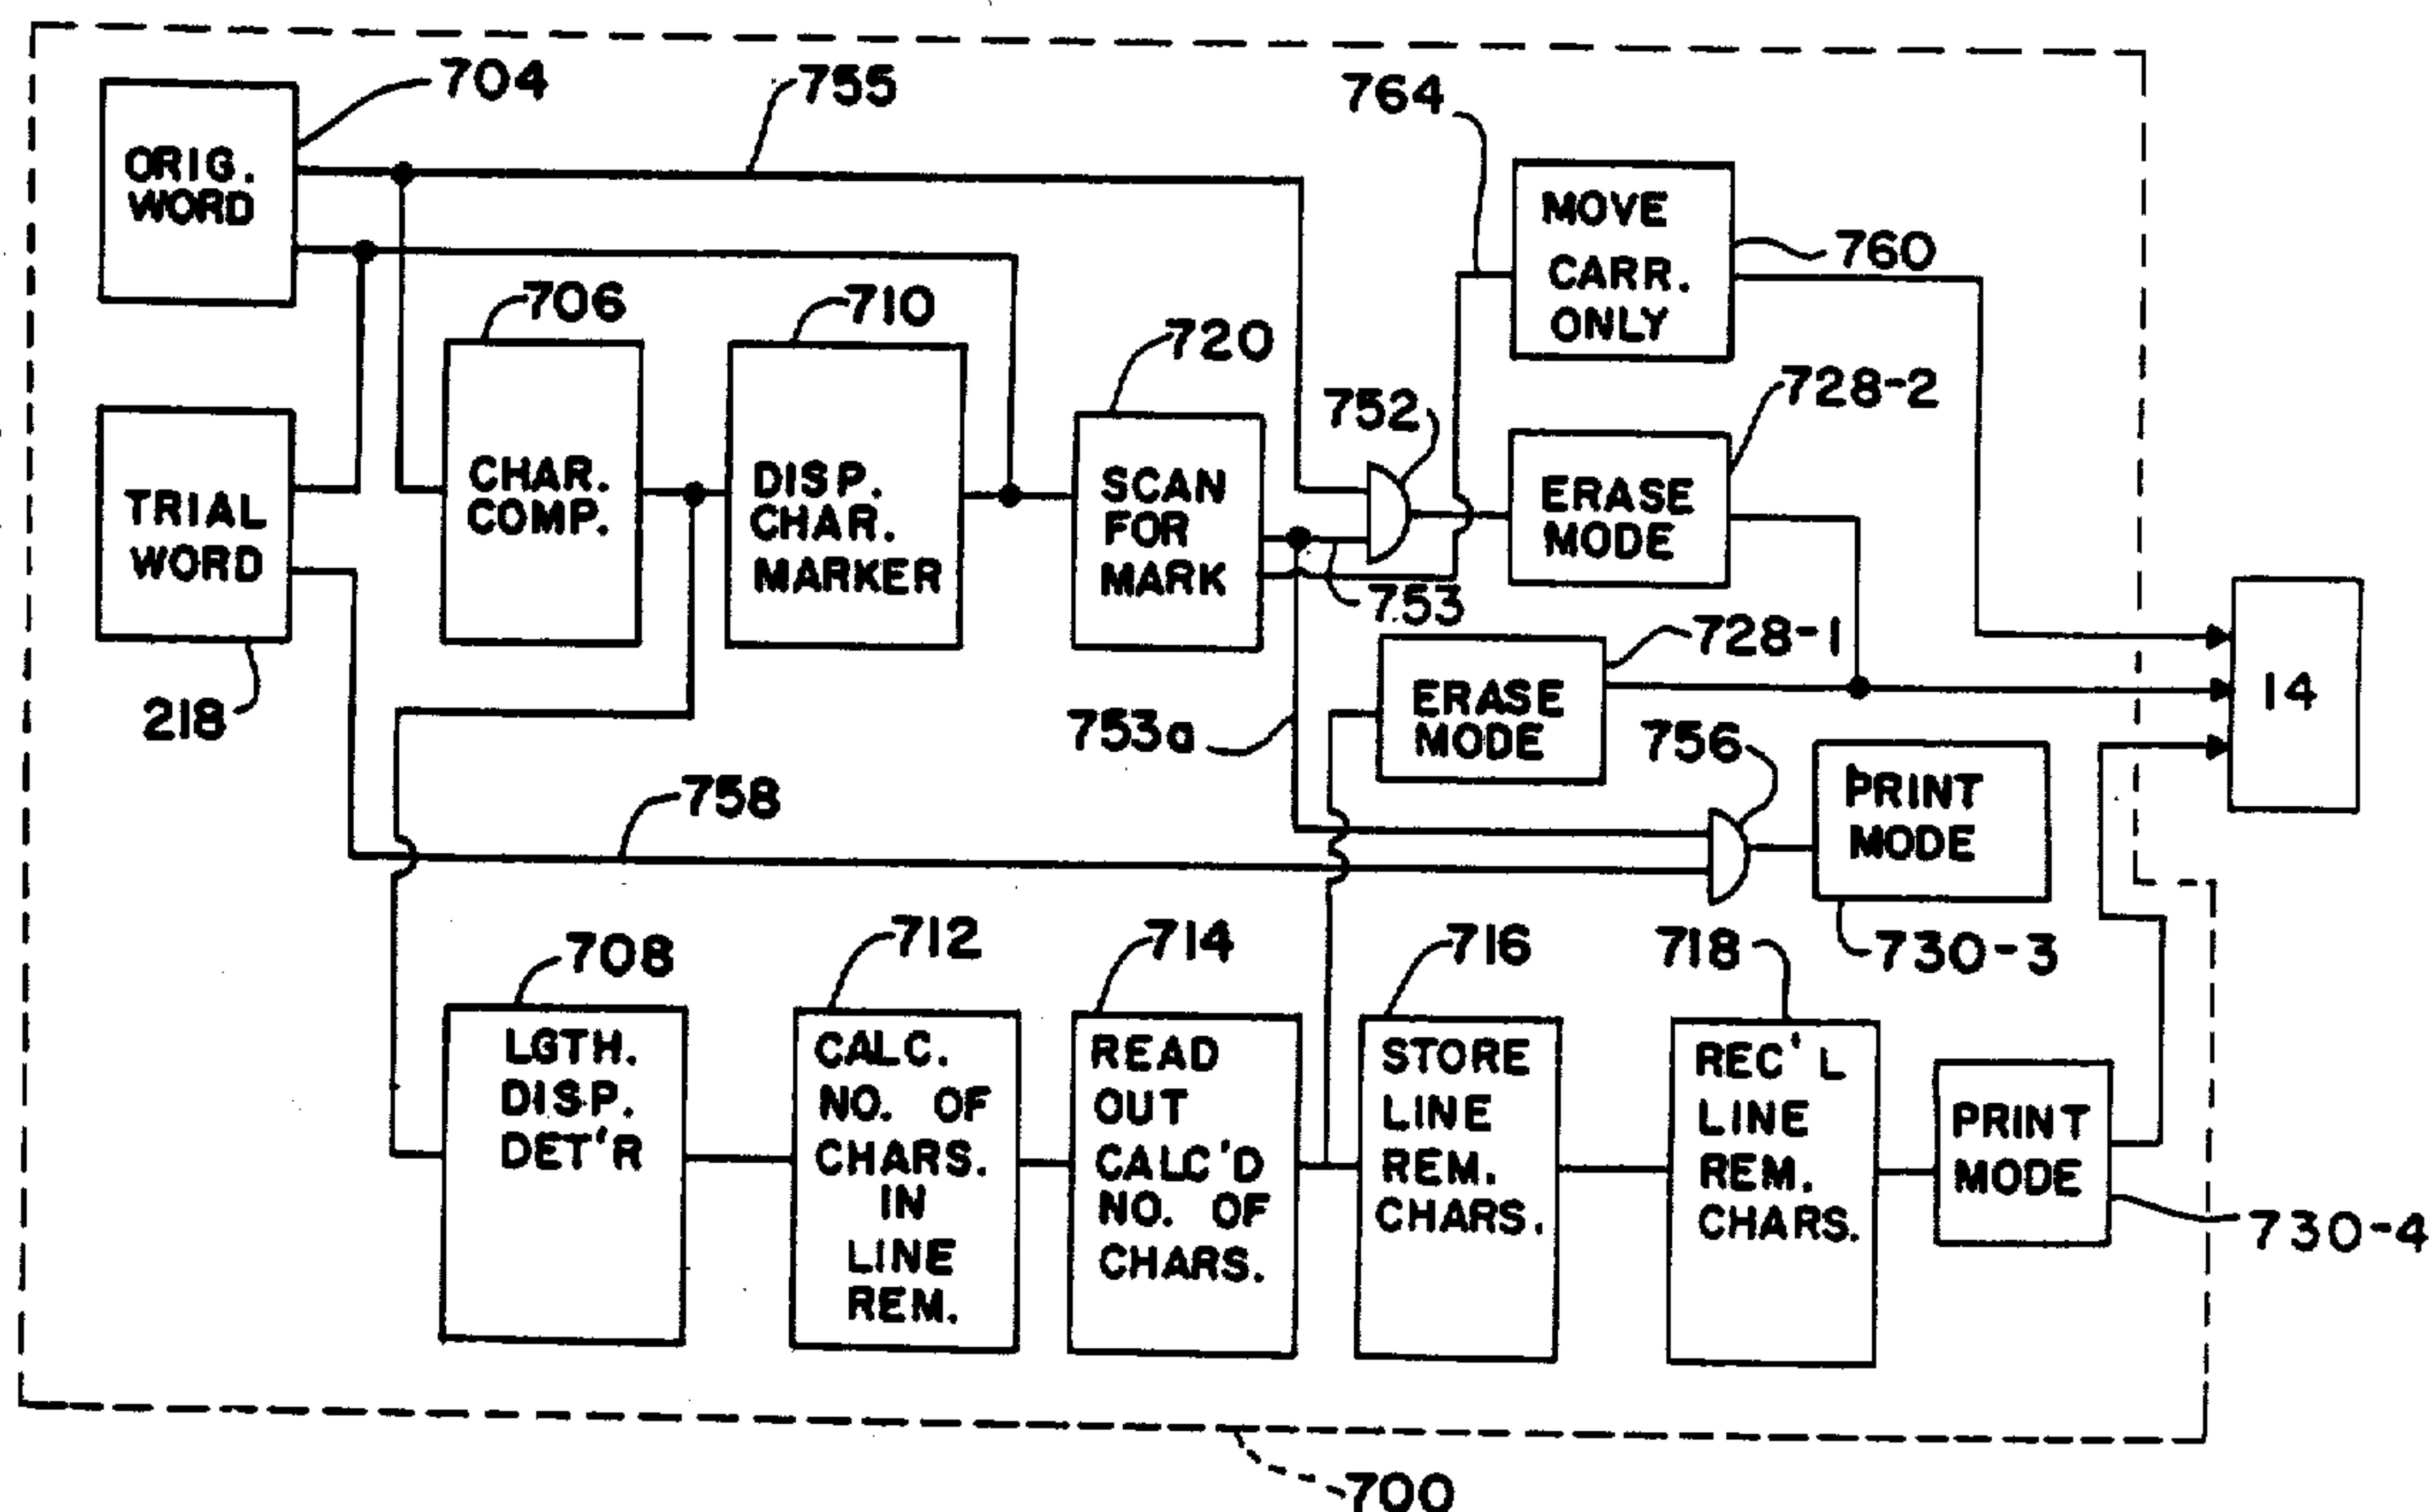 704
755
764
ORIG.
WORD
MOVE
CARR.
ONLY
760
706
710
720
752
728-2
TRIAL
WORD
CHAR.
COMP.
DISP.
CHAR.
MARKER
SCAN
FOR
MARK
ERASE
MODE
753
728-1
218
753a
ERASE
MODE
756
14
758
PRINT
MODE
708
712
714
716
718
730-3
LGTH.
DISP.
DET'R
CALC.
NO. OF
CHARS.
IN
LINE
REM.
READ
OUT
CALC'D
NO. OF
CHARS.
STORE
LINE
REM.
CHARS.
REC'L
LINE
REM.
CHARS.
PRINT
MODE
730-4
700